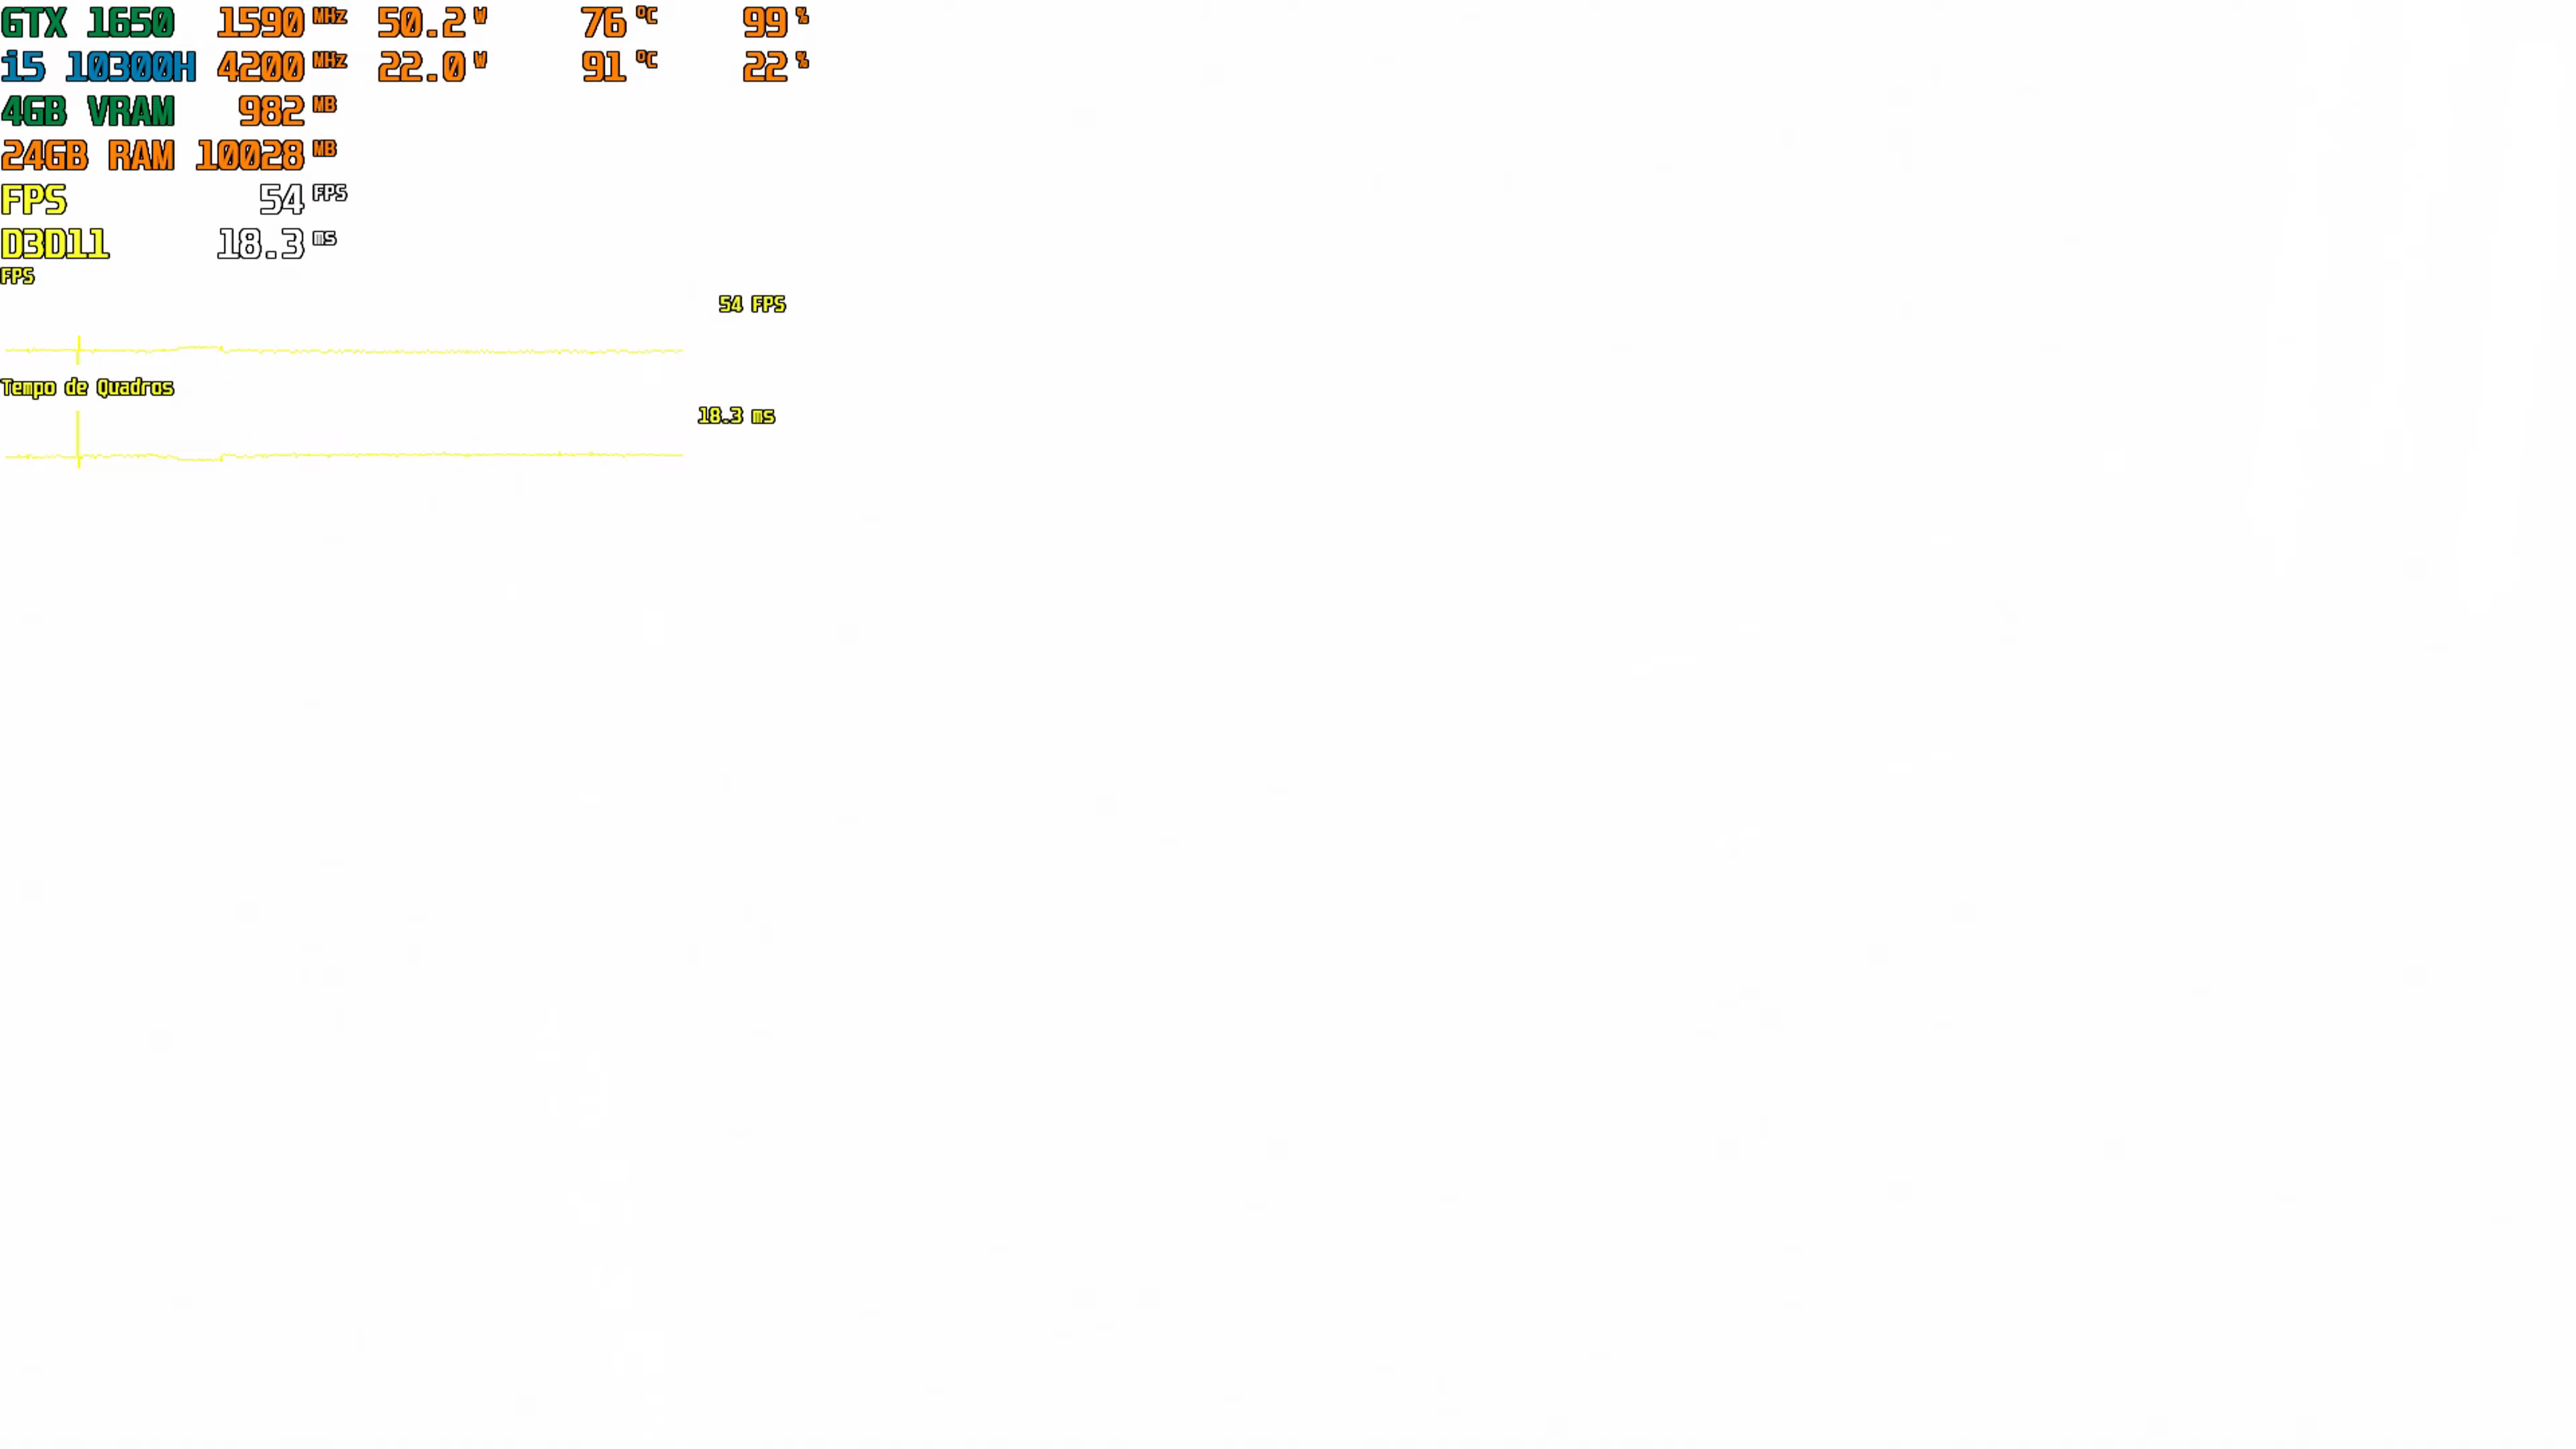 GTX 1650 1590 MHz 50.2 W 76 ºC 99 %
i5 10300H 4200 MHz 22.0 W 91 ºC 22 %
4GB VRAM 982 MB
24GB RAM 10028 MB
FPS 54 FPS
D3D11 18.3 ms
FPS
54 FPS
Tempo de Quadros
18.3 ms